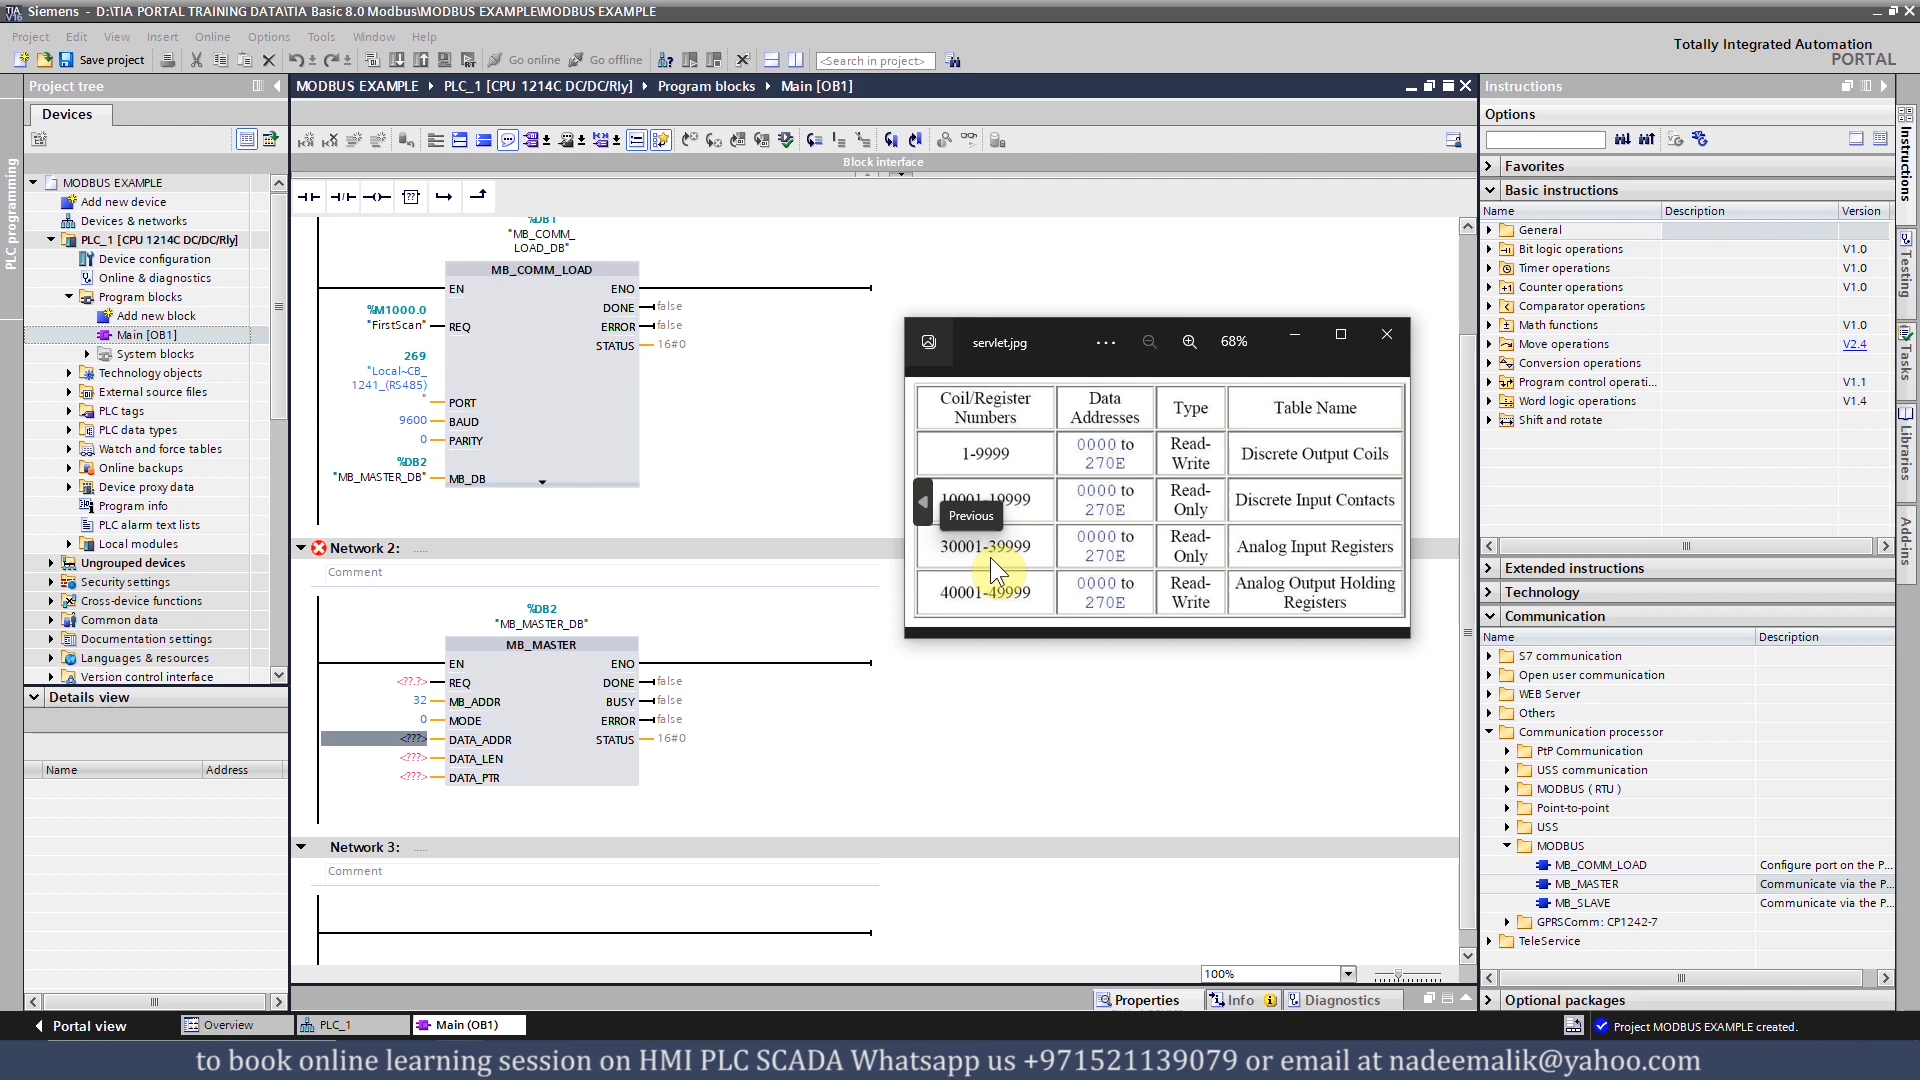 Siemens - D:\TIA PORTAL TRAINING DATA\TIA Basic 8.0 Modbus\MODBUS EXAMPLE\MODBUS EXAMPLE
Project Edit View Insert Online Options Tools Window Help
Totally Integrated Automation
PORTAL
Save project
Go online
Go offline
<Search in project>
Project tree
MODBUS EXAMPLE PLC_1 [CPU 1214C DC/DC/Rly] Program blocks Main [OB1]
Instructions
Devices
Options
PLC programming
Block interface
MODBUS EXAMPLE
Add new device
Devices & networks
PLC_1 [CPU 1214C DC/DC/Rly]
Device configuration
Online & diagnostics
Program blocks
Add new block
Main [OB1]
System blocks
Technology objects
External source files
PLC tags
PLC data types
Watch and force tables
Online backups
Device proxy data
Program info
PLC alarm text lists
Local modules
Ungrouped devices
Security settings
Cross-device functions
Common data
Documentation settings
Languages & resources
Version control interface
Details view
Name Address
%DB1
"MB_COMM_
LOAD_DB"
MB_COMM_LOAD
EN ENO
DONE false
%M1000.0
"FirstScan" REQ ERROR false
STATUS 16#0
269
"Local~CB_
1241_(RS485)
" PORT
9600 BAUD
0 PARITY
%DB2
"MB_MASTER_DB" MB_DB
Network 2: .....
Comment
%DB2
"MB_MASTER_DB"
MB_MASTER
EN ENO
<??.?> REQ DONE false
32 MB_ADDR BUSY false
0 MODE ERROR false
<???> DATA_ADDR STATUS 16#0
<???> DATA_LEN
<???> DATA_PTR
Network 3: .....
Comment
100%
servlet.jpg ... 68%
Coil/Register Numbers Data Addresses Type Table Name
1-9999 0000 to 270E Read-Write Discrete Output Coils
10001-19999 0000 to 270E Read-Only Discrete Input Contacts
Previous
30001-39999 0000 to 270E Read-Only Analog Input Registers
40001-49999 0000 to 270E Read-Write Analog Output Holding Registers
Favorites
Basic instructions
Name Description Version
General
Bit logic operations V1.0
Timer operations V1.0
Counter operations V1.0
Comparator operations
Math functions V1.0
Move operations V2.4
Conversion operations
Program control operati... V1.1
Word logic operations V1.4
Shift and rotate
Extended instructions
Technology
Communication
Name Description
S7 communication
Open user communication
WEB Server
Others
Communication processor
PtP Communication
USS communication
MODBUS (RTU)
Point-to-point
USS
MODBUS
MB_COMM_LOAD Configure port on the P...
MB_MASTER Communicate via the P...
MB_SLAVE Communicate via the P...
GPRSComm: CP1242-7
TeleService
Optional packages
Instructions
Testing
Tasks
Libraries
Add-ins
Properties Info Diagnostics
Portal view Overview PLC_1 Main (OB1) Project MODBUS EXAMPLE created.
to book online learning session on HMI PLC SCADA Whatsapp us +971521139079 or email at nadeemalik@yahoo.com